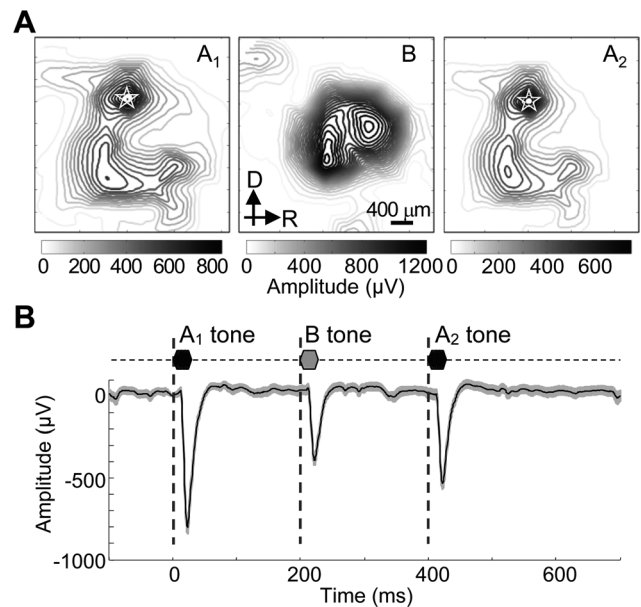 A
A1 B A2
D
R
400 µm
0 200 400 600 800 0 400 800 1200 0 200 400 600
Amplitude (µV)
B
A1 tone B tone A2 tone
0
-500
-1000
Amplitude (µV)
0 200 400 600
Time (ms)